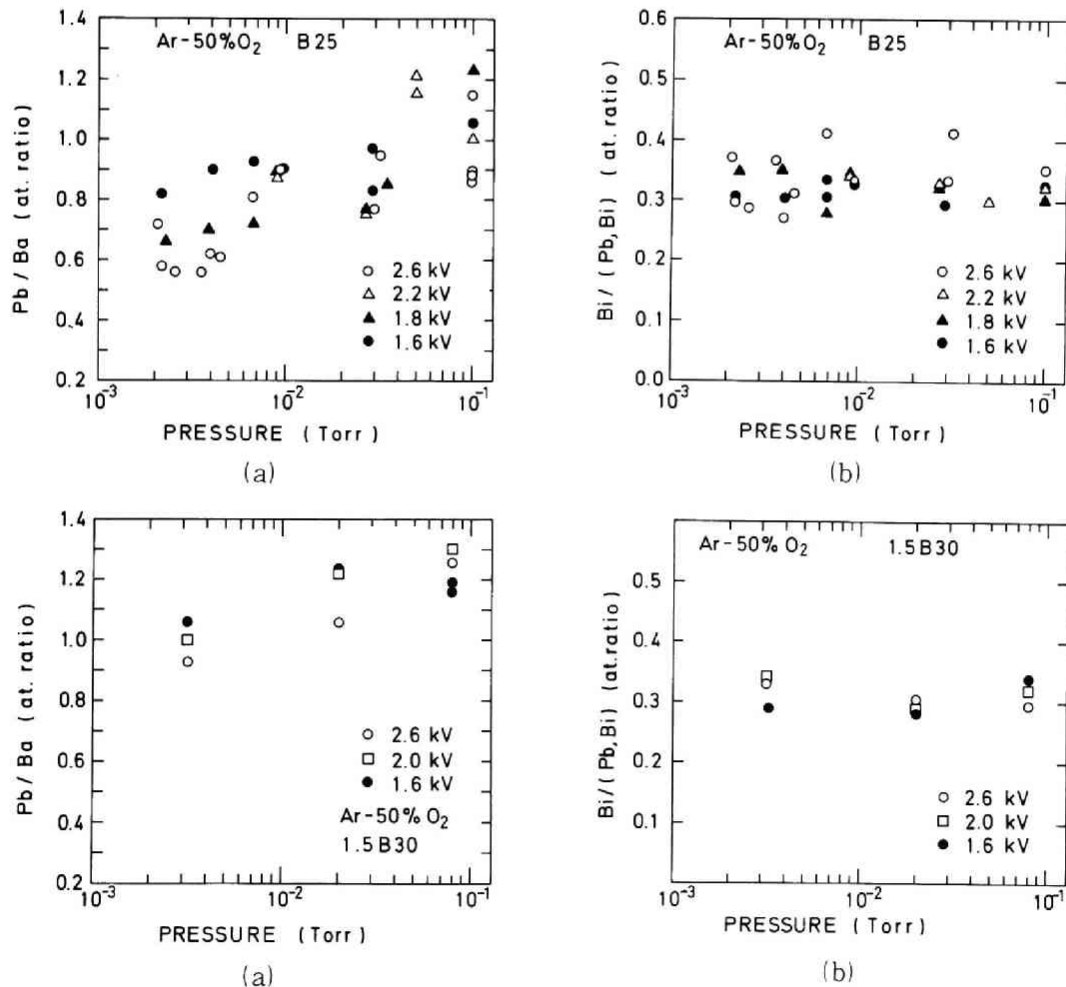 Ar-50%O₂ B25
Pb / Ba (at. ratio)
1.4
1.2
1.0
0.8
0.6
0.4
0.2
○ 2.6 kV
△ 2.2 kV
▲ 1.8 kV
● 1.6 kV
10⁻³ 10⁻² 10⁻¹
PRESSURE (Torr)
(a)
Ar-50%O₂ B25
Bi/(Pb,Bi) (at. ratio)
0.6
0.5
0.4
0.3
0.2
0.1
0.0
○ 2.6 kV
△ 2.2 kV
▲ 1.8 kV
● 1.6 kV
10⁻³ 10⁻² 10⁻¹
PRESSURE (Torr)
(b)
Pb/Ba (at. ratio)
1.4
1.2
1.0
0.8
0.6
0.4
0.2
○ 2.6 kV
□ 2.0 kV
● 1.6 kV
Ar-50%O₂
1.5B30
10⁻³ 10⁻² 10⁻¹
PRESSURE (Torr)
(a)
Ar-50%O₂ 1.5B30
Bi/(Pb,Bi) (at.ratio)
0.5
0.4
0.3
0.2
0.1
○ 2.6 kV
□ 2.0 kV
● 1.6 kV
10⁻³ 10⁻² 10⁻¹
PRESSURE (Torr)
(b)